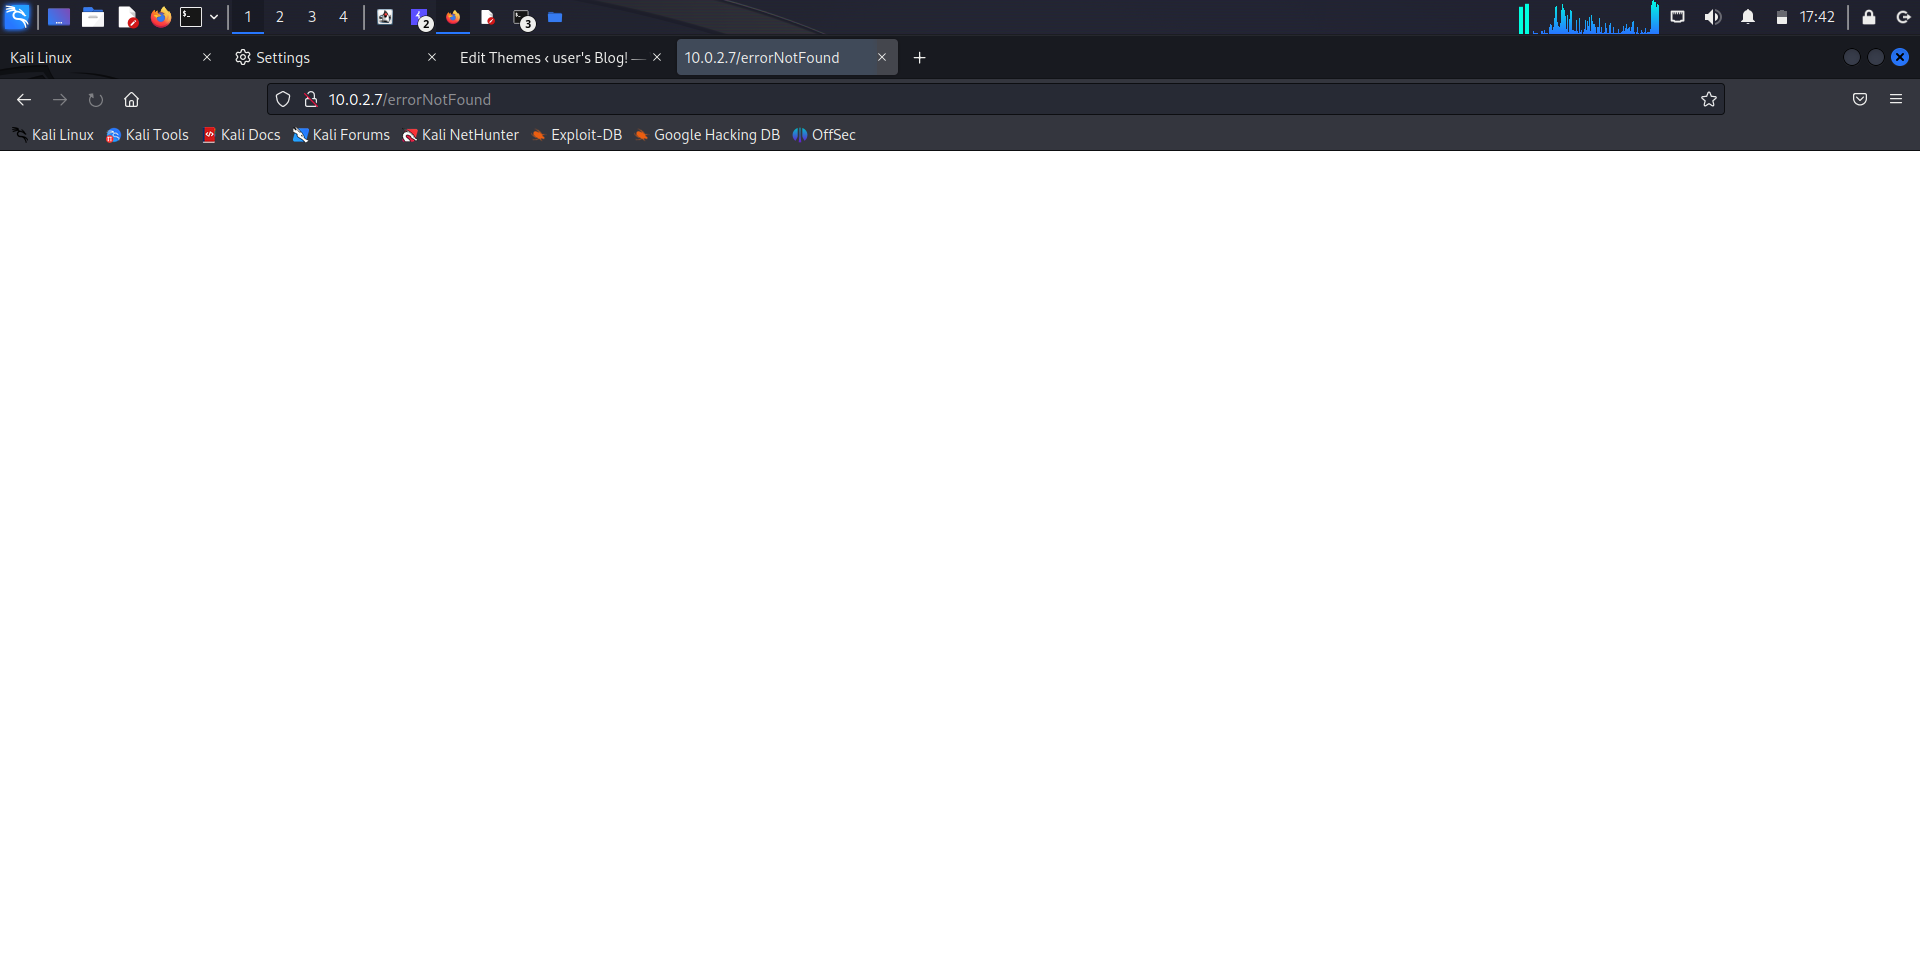 1 2 3 4 2 3 17:42
Kali Linux Settings Edit Themes ‹ user's Blog! — 10.0.2.7/errorNotFound
10.0.2.7/errorNotFound
Kali Linux Kali Tools Kali Docs Kali Forums Kali NetHunter Exploit-DB Google Hacking DB OffSec